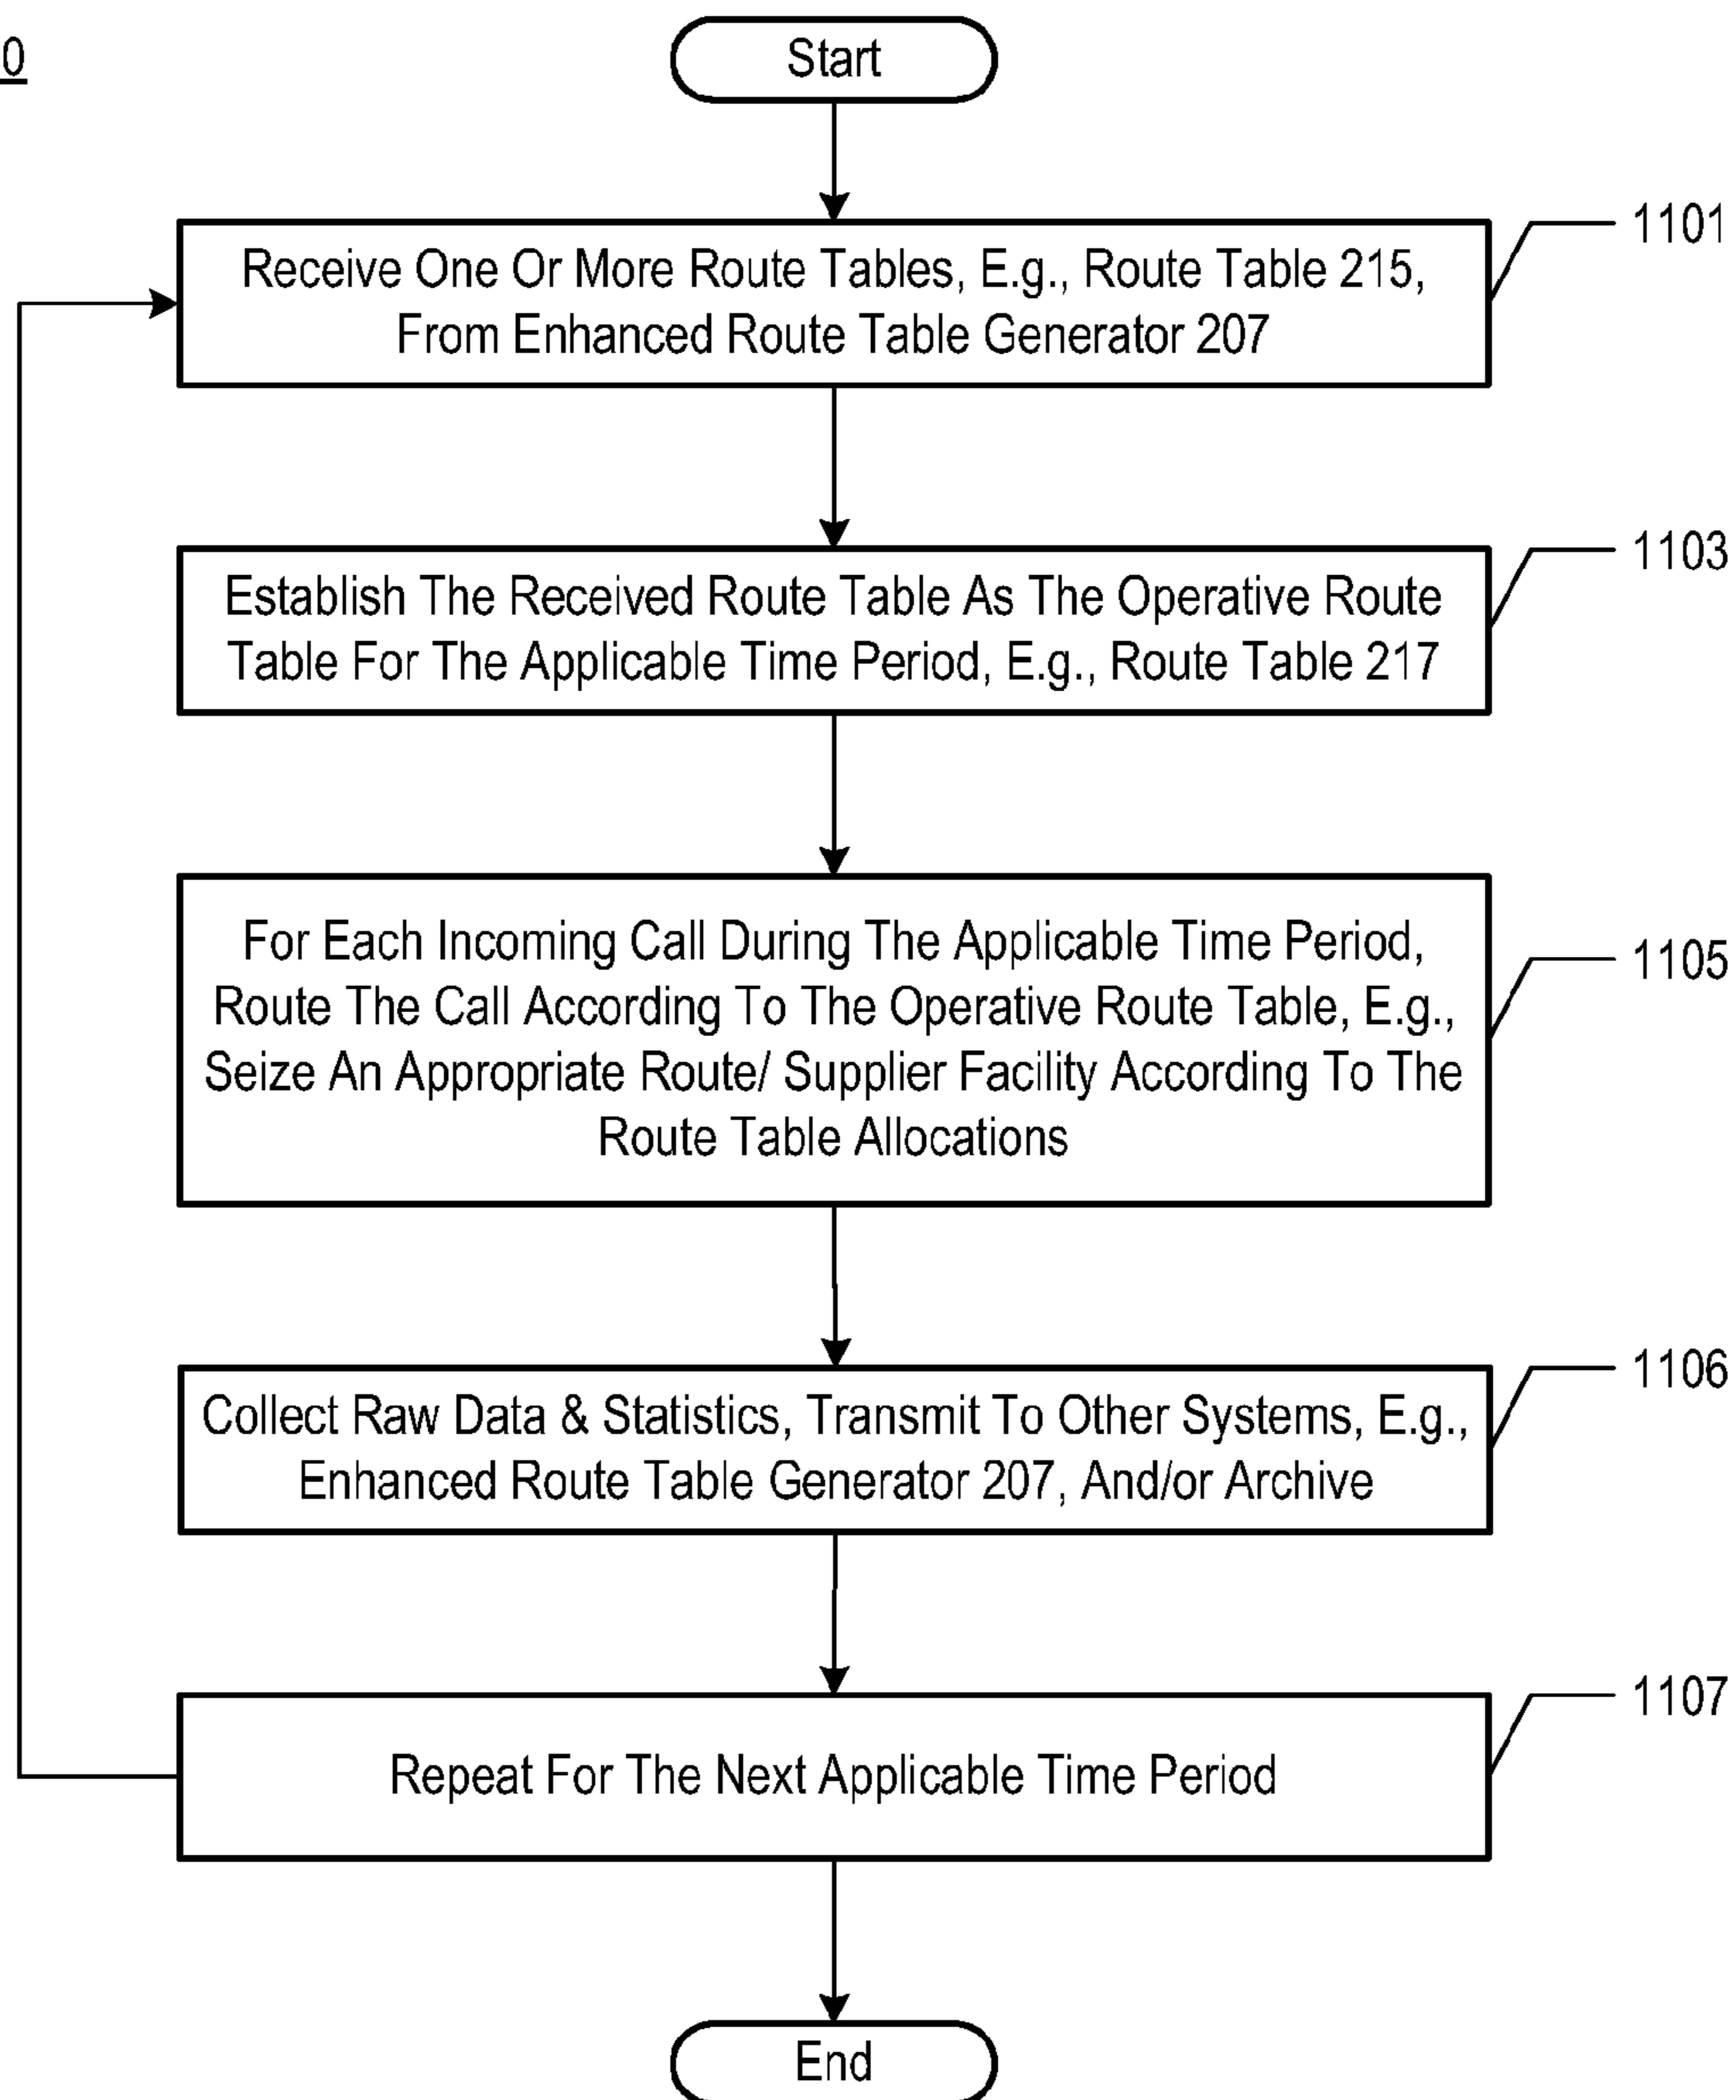 0
Start
1101
Receive One Or More Route Tables, E.g., Route Table 215,
From Enhanced Route Table Generator 207
1103
Establish The Received Route Table As The Operative Route
Table For The Applicable Time Period, E.g., Route Table 217
1105
For Each Incoming Call During The Applicable Time Period,
Route The Call According To The Operative Route Table, E.g.,
Seize An Appropriate Route/ Supplier Facility According To The
Route Table Allocations
1106
Collect Raw Data & Statistics, Transmit To Other Systems, E.g.,
Enhanced Route Table Generator 207, And/or Archive
1107
Repeat For The Next Applicable Time Period
End